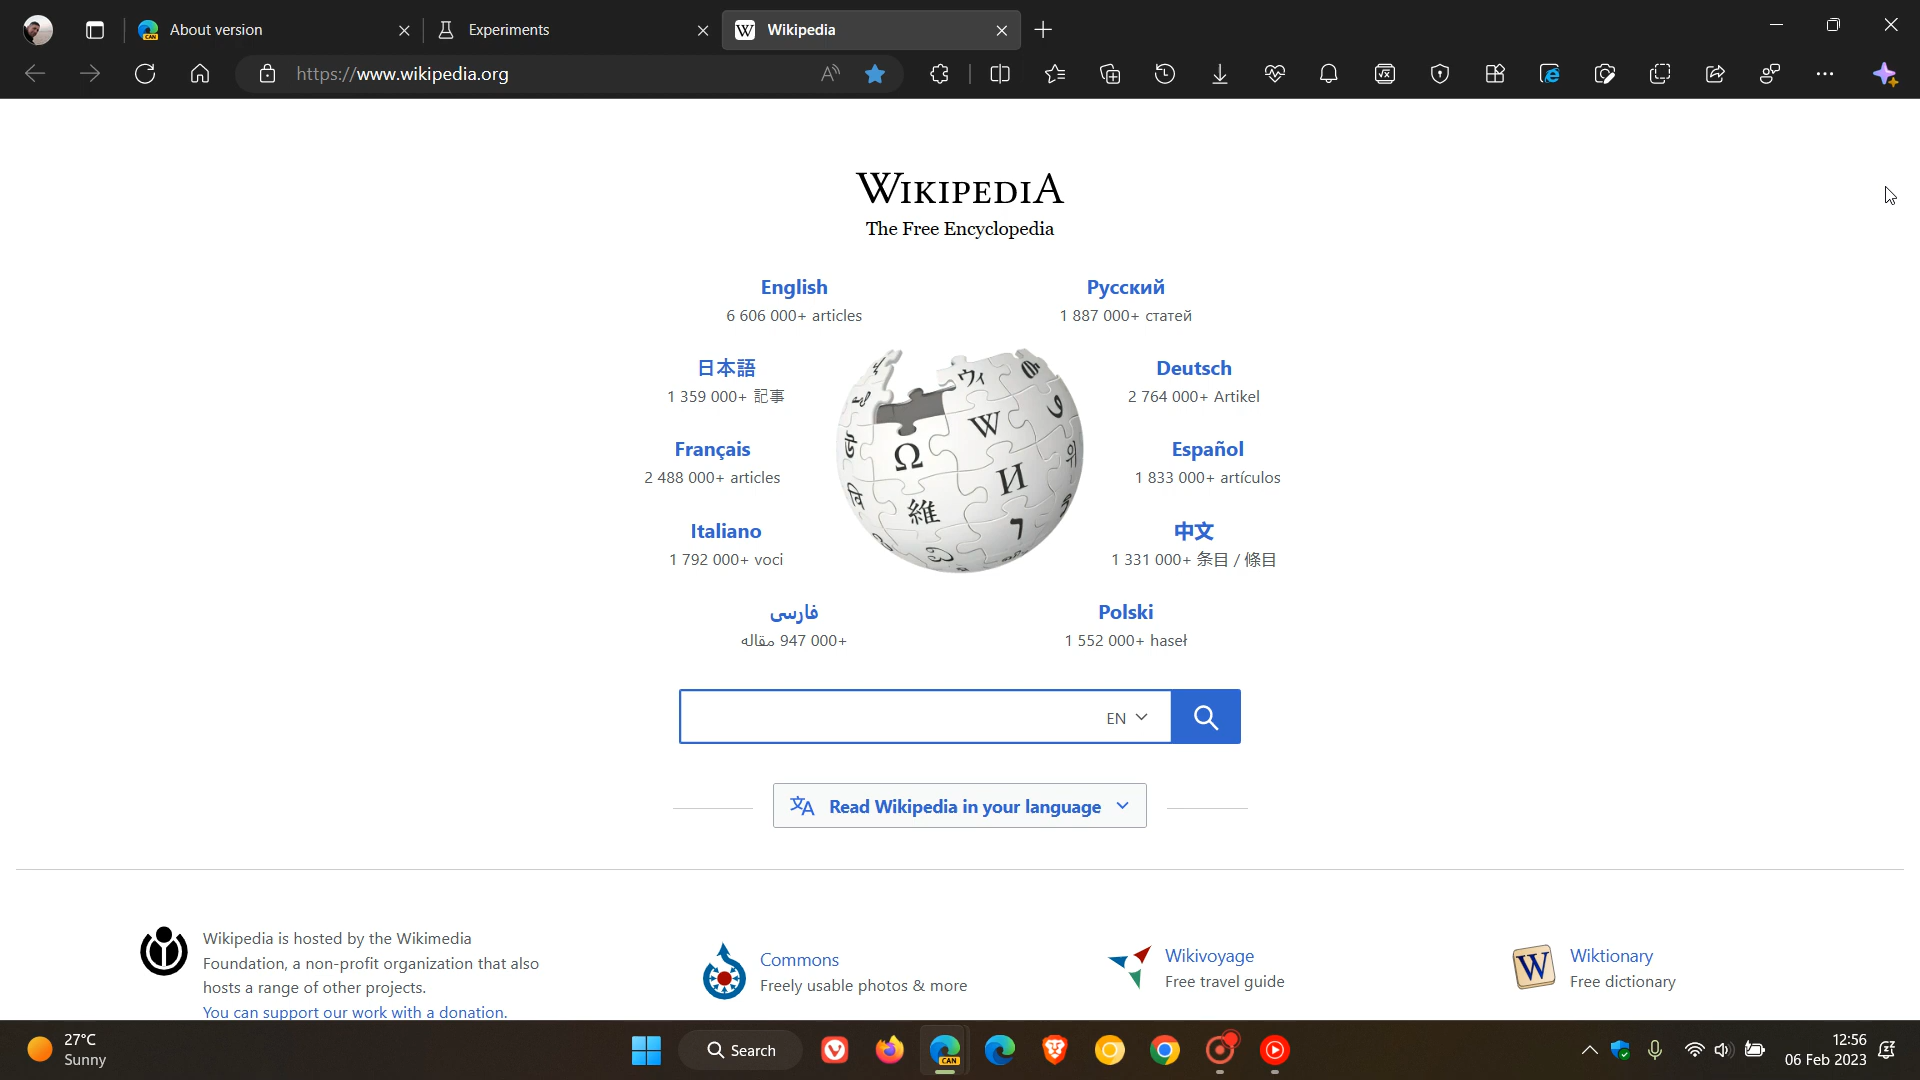 About version
Experiments
Wikipedia
https://www.wikipedia.org
WIKIPEDIA
The Free Encyclopedia
English
6 606 000+ articles
Русский
1 887 000+ статей
日本語
1 359 000+ 記事
Deutsch
2 764 000+ Artikel
Français
2 488 000+ articles
Español
1 833 000+ artículos
Italiano
1 792 000+ voci
中文
1 331 000+ 条目 / 條目
فارسی
۹۴۷ 000+ مقاله
Polski
1 552 000+ haseł
Ω
W
И
維
ウィ
EN
Read Wikipedia in your language
Wikipedia is hosted by the Wikimedia
Foundation, a non-profit organization that also
hosts a range of other projects.
You can support our work with a donation.
Commons
Freely usable photos & more
Wikivoyage
Free travel guide
W
Wiktionary
Free dictionary
27°C
Sunny
Search
CAN
12:56
06 Feb 2023